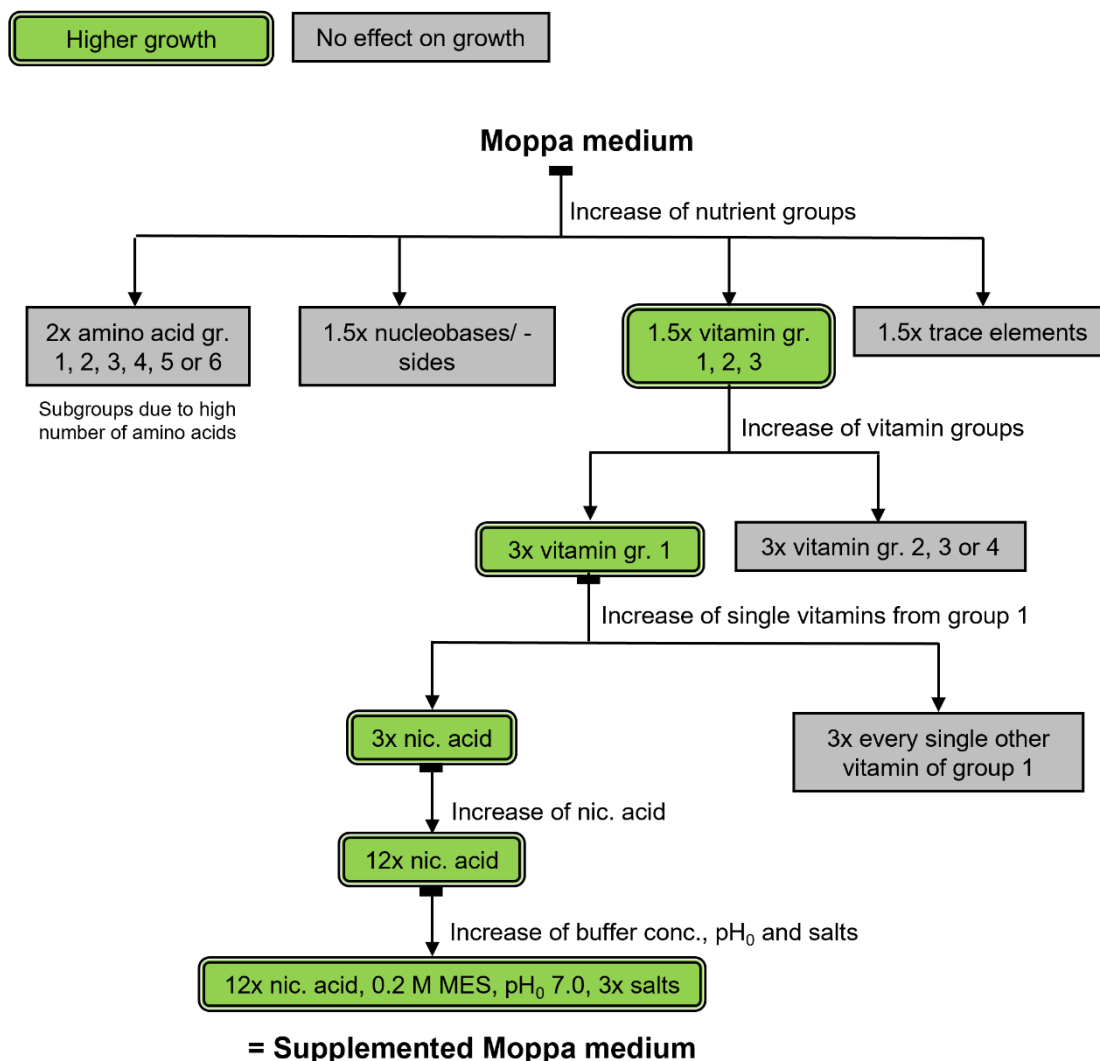 Higher growth
No effect on growth
Moppa medium
Increase of nutrient groups
2x amino acid gr.
1, 2, 3, 4, 5 or 6
1.5x nucleobases/ -
sides
1.5x vitamin gr.
1, 2, 3
1.5x trace elements
Subgroups due to high
number of amino acids
Increase of vitamin groups
3x vitamin gr. 1
3x vitamin gr. 2, 3 or 4
Increase of single vitamins from group 1
3x nic. acid
3x every single other
vitamin of group 1
Increase of nic. acid
12x nic. acid
Increase of buffer conc., pH₀ and salts
12x nic. acid, 0.2 M MES, pH₀ 7.0, 3x salts
= Supplemented Moppa medium